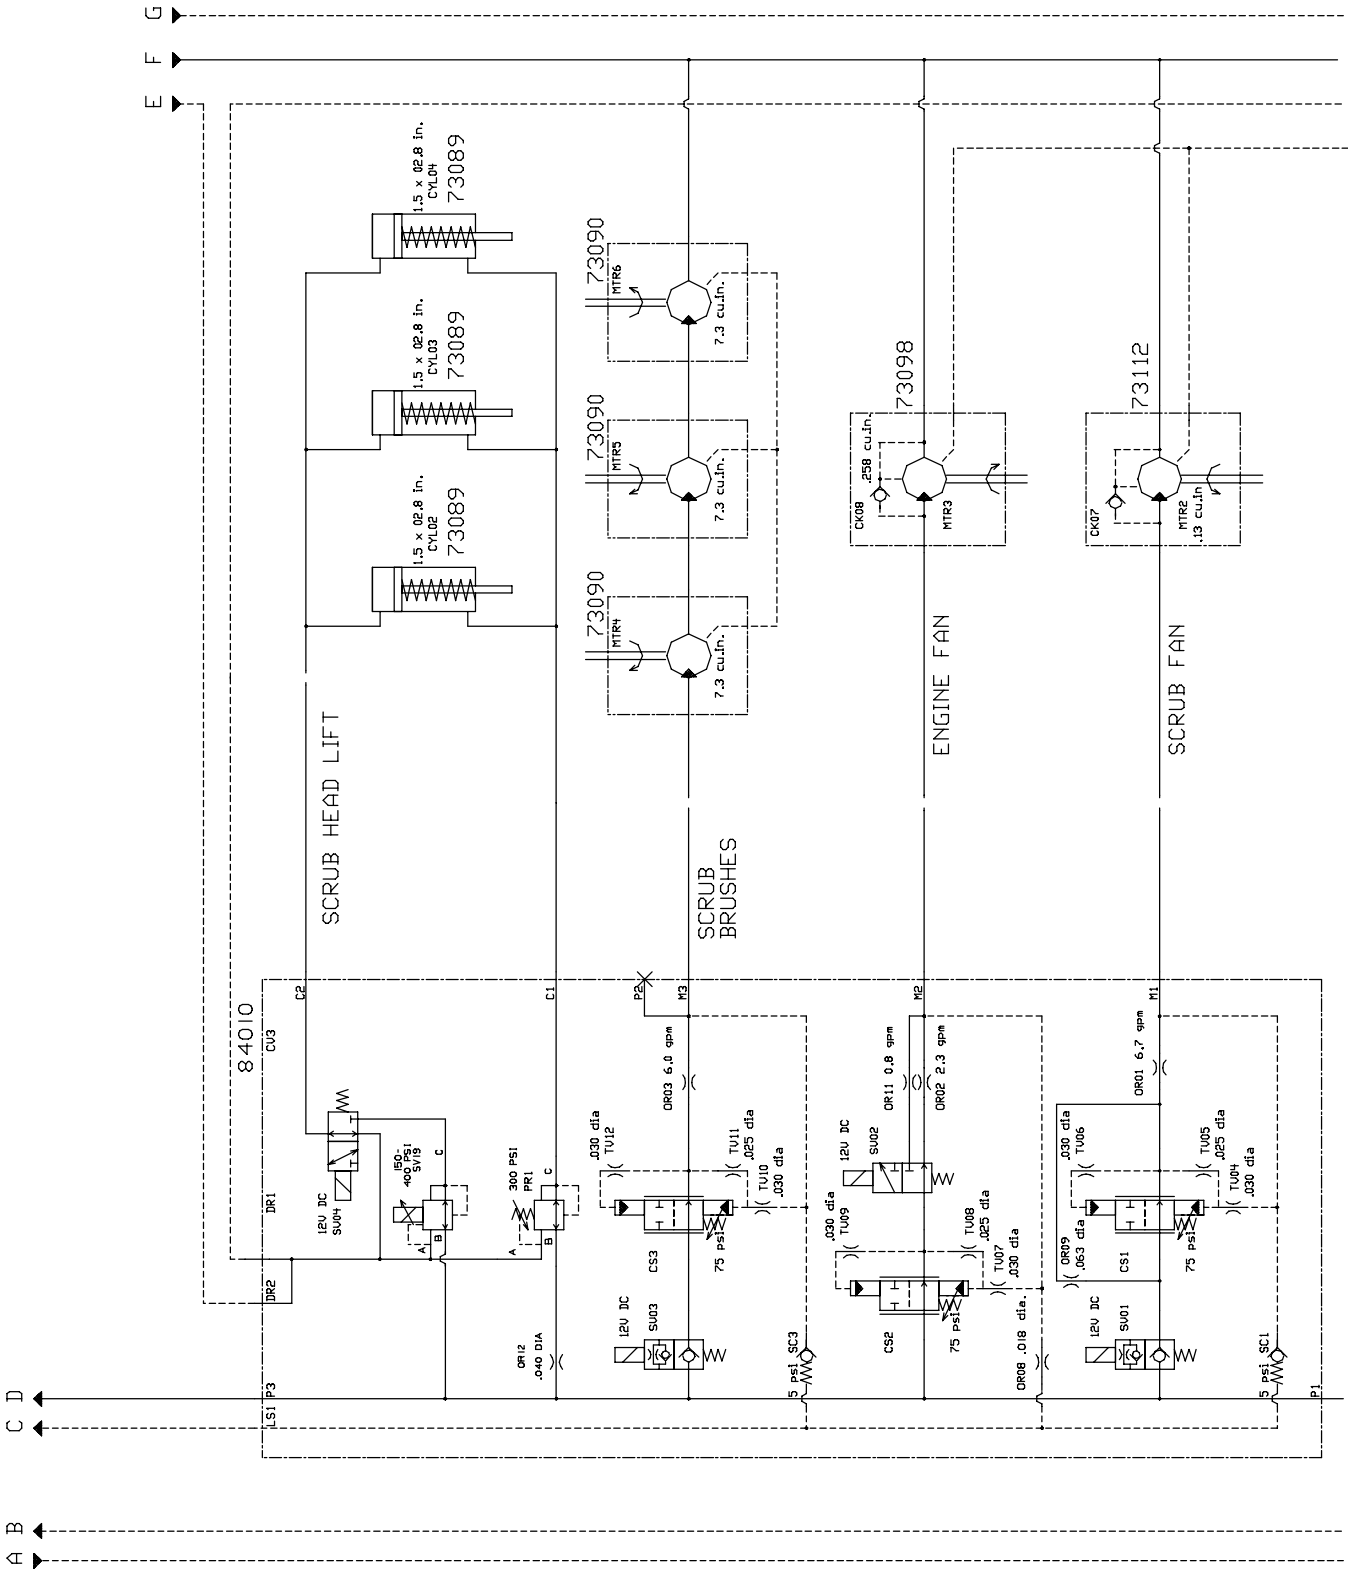 G
F
E
1.5 x 02.8 in.
CYL04
73089
1.5 x 02.8 in.
CYL03
73089
1.5 x 02.8 in.
CYL02
73089
73090
MTR6
7.3 cu.in.
73090
MTR5
7.3 cu.in.
73090
MTR4
7.3 cu.in.
73098
CK08
.258 cu.in.
MTR3
73112
CK07
MTR2
.13 cu.in
SCRUB HEAD LIFT
SCRUB
BRUSHES
ENGINE FAN
SCRUB FAN
84010
CV3
C2
C1
P2
M3
M2
M1
DR1
DR2
12V DC
SV04
150-
400 PSI
SV19
A
B
C
300 PSI
PR1
A
B
C
OR12
.040 DIA
OR03 6.0 gpm
.030 dia
TV12
TV11
.025 dia
TV10
.030 dia
CS3
75 psi
12V DC
SV03
5 psi SC3
OR11 0.8 gpm
OR02 2.3 gpm
12V DC
SV02
.030 dia
TV09
TV08
.025 dia
TV07
.030 dia
CS2
75 psi
OR08 .018 dia.
OR01 6.7 gpm
.030 dia
TV06
TV05
.025 dia
TV04
.030 dia
OR09
.063 dia
CS1
75 psi
12V DC
SV01
5 psi SC1
LS1
P3
P1
D
C
B
A